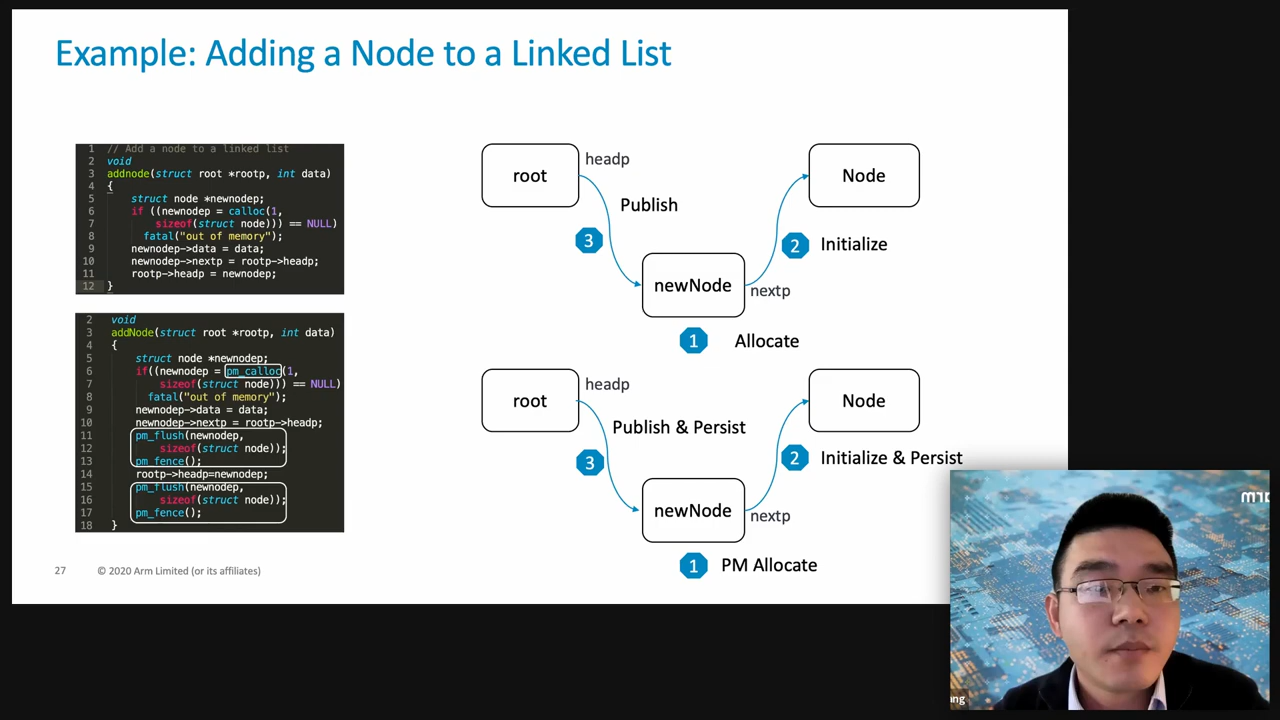 Example: Adding a Node to a Linked List
1 // Add a node to a linked list
2 void
3 addnode(struct root *rootp, int data)
4 {
5 struct node *newnodep;
6 if ((newnodep = calloc(1,
7 sizeof(struct node))) == NULL)
8 fatal("out of memory");
9 newnodep->data = data;
10 newnodep->nextp = rootp->headp;
11 rootp->headp = newnodep;
12 }
2 void
3 addNode(struct root *rootp, int data)
4 {
5 struct node *newnodep;
6 if((newnodep = pm_calloc(1,
7 sizeof(struct node))) == NULL)
8 fatal("out of memory");
9 newnodep->data = data;
10 newnodep->nextp = rootp->headp;
11 pm_flush(newnodep,
12 sizeof(struct node));
13 pm_fence();
14 rootp->headp=newnodep;
15 pm_flush(newnodep,
16 sizeof(struct node));
17 pm_fence();
18 }
root
headp
Node
Publish
3
2 Initialize
newNode
nextp
1 Allocate
root
headp
Node
Publish & Persist
3
2 Initialize & Persist
newNode
nextp
1 PM Allocate
27 © 2020 Arm Limited (or its affiliates)
ang